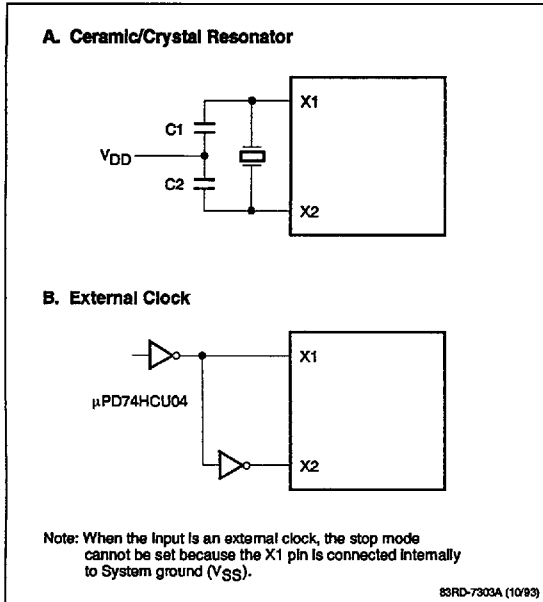 A. Ceramic/Crystal Resonator
X1
C1
VDD
C2
X2
B. External Clock
X1
µPD74HCU04
X2
Note: When the input is an external clock, the stop mode
cannot be set because the X1 pin is connected internally
to System ground (VSS).
83RD-7303A (10/93)